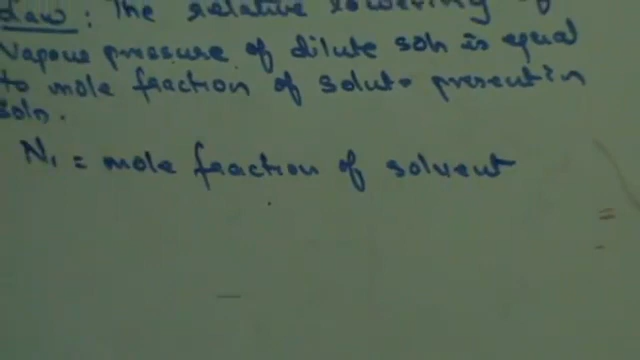 Law: The relative lowering of
Vapour pressure of dilute soln is equal
to mole fraction of solute present in
soln.
N₁ = mole fraction of solvent